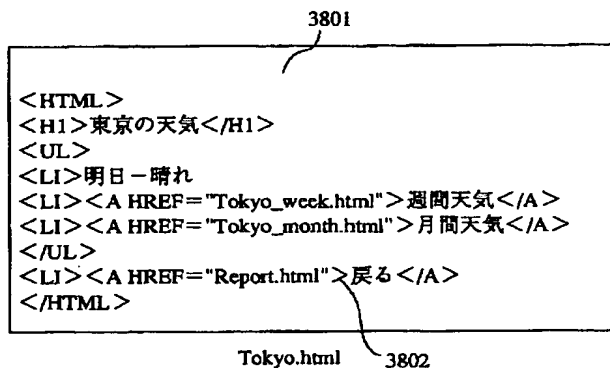 3801
＜HTML＞
＜H1＞東京の天気＜/H1＞
＜UL＞
＜LI＞明日－晴れ
＜LI＞＜A HREF＝"Tokyo_week.html"＞週間天気＜/A＞
＜LI＞＜A HREF＝"Tokyo_month.html"＞月間天気＜/A＞
＜/UL＞
＜LI＞＜A HREF＝"Report.html"＞戻る＜/A＞
＜/HTML＞
Tokyo.html
3802